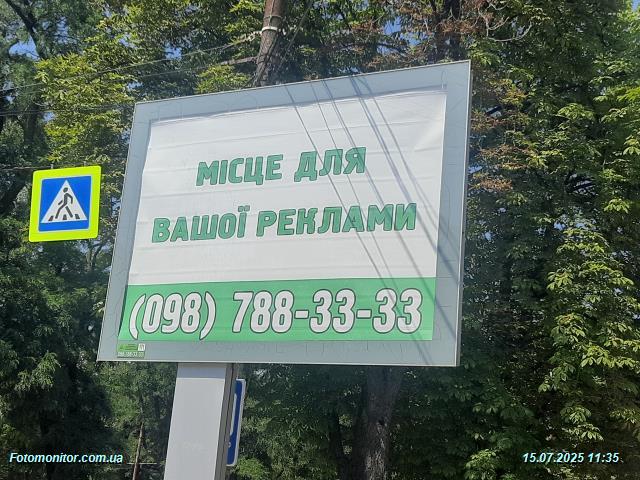 МІСЦЕ ДЛЯ
ВАШОЇ РЕКЛАМИ
(098) 788-33-33
Fotomonitor.com.ua
15.07.2025 11:35